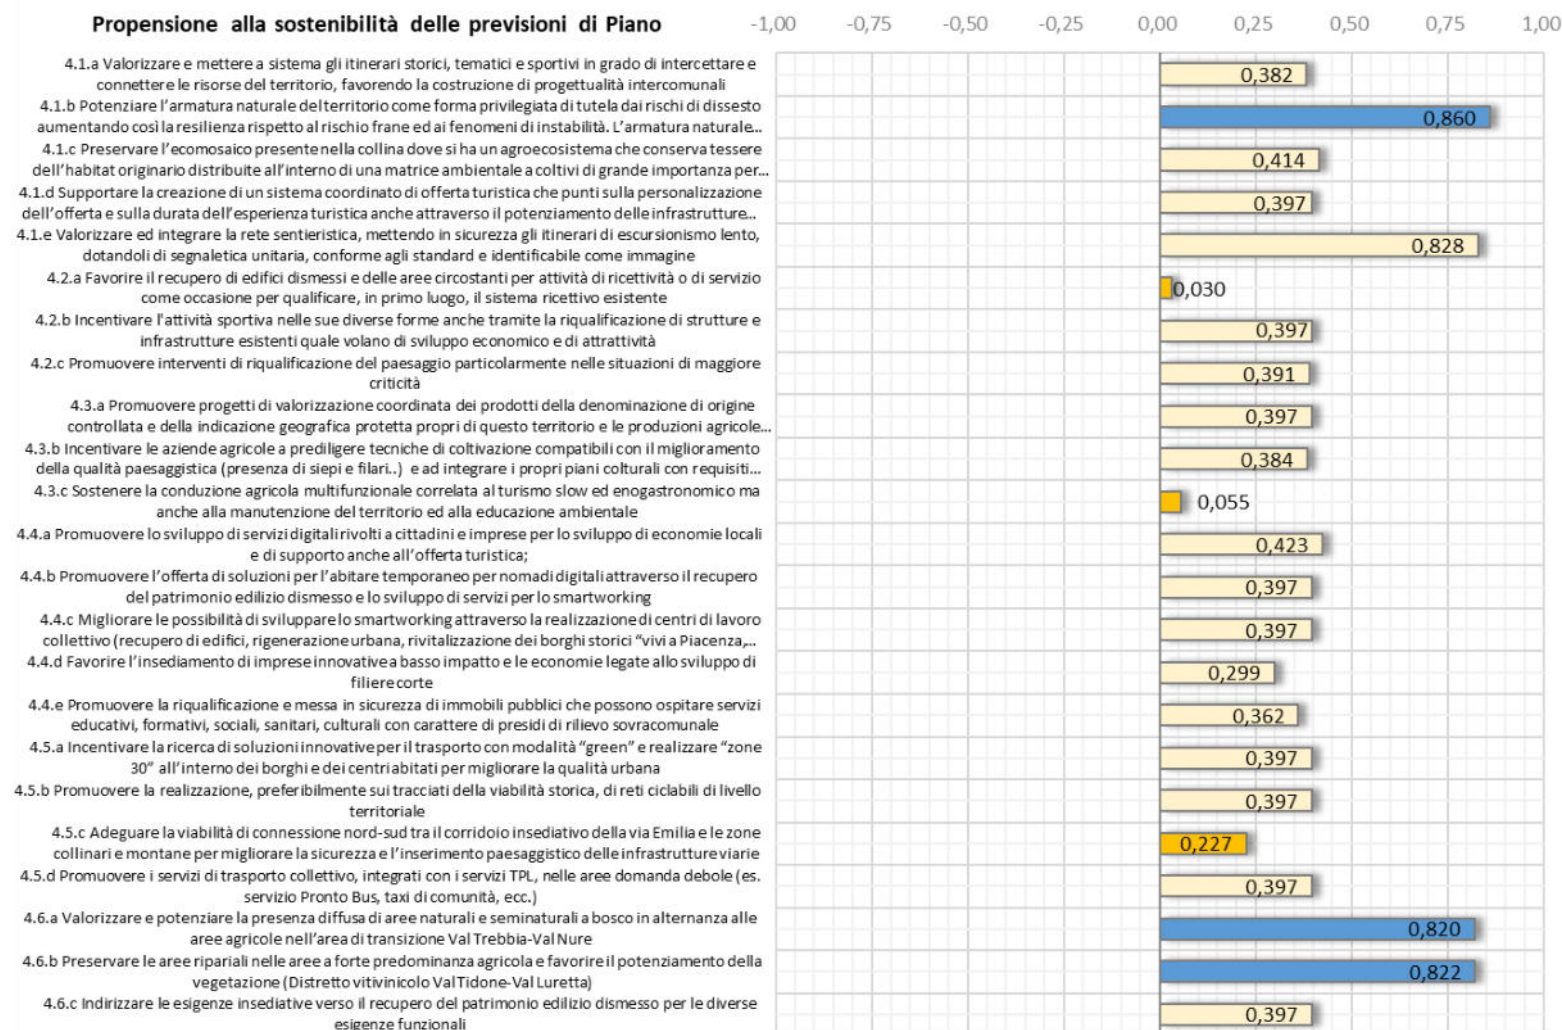 Propensione alla sostenibilità delle previsioni di Piano
-1,00 -0,75 -0,50 -0,25 0,00 0,25 0,50 0,75 1,00
4.1.a Valorizzare e mettere a sistema gli itinerari storici, tematici e sportivi in grado di intercettare e
connettere le risorse del territorio, favorendo la costruzione di progettualità intercomunali
0,382
4.1.b Potenziare l’armatura naturale del territorio come forma privilegiata di tutela dai rischi di dissesto
aumentando così la resilienza rispetto al rischio frane ed ai fenomeni di instabilità. L’armatura naturale...
0,860
4.1.c Preservare l’ecomosaico presente nella collina dove si ha un agroecosistema che conserva tessere
dell’habitat originario distribuite all’interno di una matrice ambientale a coltivi di grande importanza per...
0,414
4.1.d Supportare la creazione di un sistema coordinato di offerta turistica che punti sulla personalizzazione
dell’offerta e sulla durata dell’esperienza turistica anche attraverso il potenziamento delle infrastrutture...
0,397
4.1.e Valorizzare ed integrare la rete sentieristica, mettendo in sicurezza gli itinerari di escursionismo lento,
dotandoli di segnaletica unitaria, conforme agli standard e identificabile come immagine
0,828
4.2.a Favorire il recupero di edifici dismessi e delle aree circostanti per attività di ricettività o di servizio
come occasione per qualificare, in primo luogo, il sistema ricettivo esistente
0,030
4.2.b Incentivare l'attività sportiva nelle sue diverse forme anche tramite la riqualificazione di strutture e
infrastrutture esistenti quale volano di sviluppo economico e di attrattività
0,397
4.2.c Promuovere interventi di riqualificazione del paesaggio particolarmente nelle situazioni di maggiore
criticità
0,391
4.3.a Promuovere progetti di valorizzazione coordinata dei prodotti della denominazione di origine
controllata e della indicazione geografica protetta propri di questo territorio e le produzioni agricole...
0,397
4.3.b Incentivare le aziende agricole a prediligere tecniche di coltivazione compatibili con il miglioramento
della qualità paesaggistica (presenza di siepi e filari..) e ad integrare i propri piani colturali con requisiti...
0,384
4.3.c Sostenere la conduzione agricola multifunzionale correlata al turismo slow ed enogastronomico ma
anche alla manutenzione del territorio ed alla educazione ambientale
0,055
4.4.a Promuovere lo sviluppo di servizi digitali rivolti a cittadini e imprese per lo sviluppo di economie locali
e di supporto anche all’offerta turistica;
0,423
4.4.b Promuovere l’offerta di soluzioni per l’abitare temporaneo per nomadi digitali attraverso il recupero
del patrimonio edilizio dismesso e lo sviluppo di servizi per lo smartworking
0,397
4.4.c Migliorare le possibilità di sviluppare lo smartworking attraverso la realizzazione di centri di lavoro
collettivo (recupero di edifici, rigenerazione urbana, rivitalizzazione dei borghi storici “vivi a Piacenza,...
0,397
4.4.d Favorire l’insediamento di imprese innovative a basso impatto e le economie legate allo sviluppo di
filiere corte
0,299
4.4.e Promuovere la riqualificazione e messa in sicurezza di immobili pubblici che possono ospitare servizi
educativi, formativi, sociali, sanitari, culturali con carattere di presidi di rilievo sovracomunale
0,362
4.5.a Incentivare la ricerca di soluzioni innovative per il trasporto con modalità “green” e realizzare “zone
30” all’interno dei borghi e dei centri abitati per migliorare la qualità urbana
0,397
4.5.b Promuovere la realizzazione, preferibilmente sui tracciati della viabilità storica, di reti ciclabili di livello
territoriale
0,397
4.5.c Adeguare la viabilità di connessione nord-sud tra il corridoio insediativo della via Emilia e le zone
collinari e montane per migliorare la sicurezza e l’inserimento paesaggistico delle infrastrutture viarie
0,227
4.5.d Promuovere i servizi di trasporto collettivo, integrati con i servizi TPL, nelle aree domanda debole (es.
servizio Pronto Bus, taxi di comunità, ecc.)
0,397
4.6.a Valorizzare e potenziare la presenza diffusa di aree naturali e seminaturali a bosco in alternanza alle
aree agricole nell’area di transizione Val Trebbia-Val Nure
0,820
4.6.b Preservare le aree ripariali nelle aree a forte predominanza agricola e favorire il potenziamento della
vegetazione (Distretto vitivinicolo Val Tidone-Val Luretta)
0,822
4.6.c Indirizzare le esigenze insediative verso il recupero del patrimonio edilizio dismesso per le diverse
esigenze funzionali
0,397